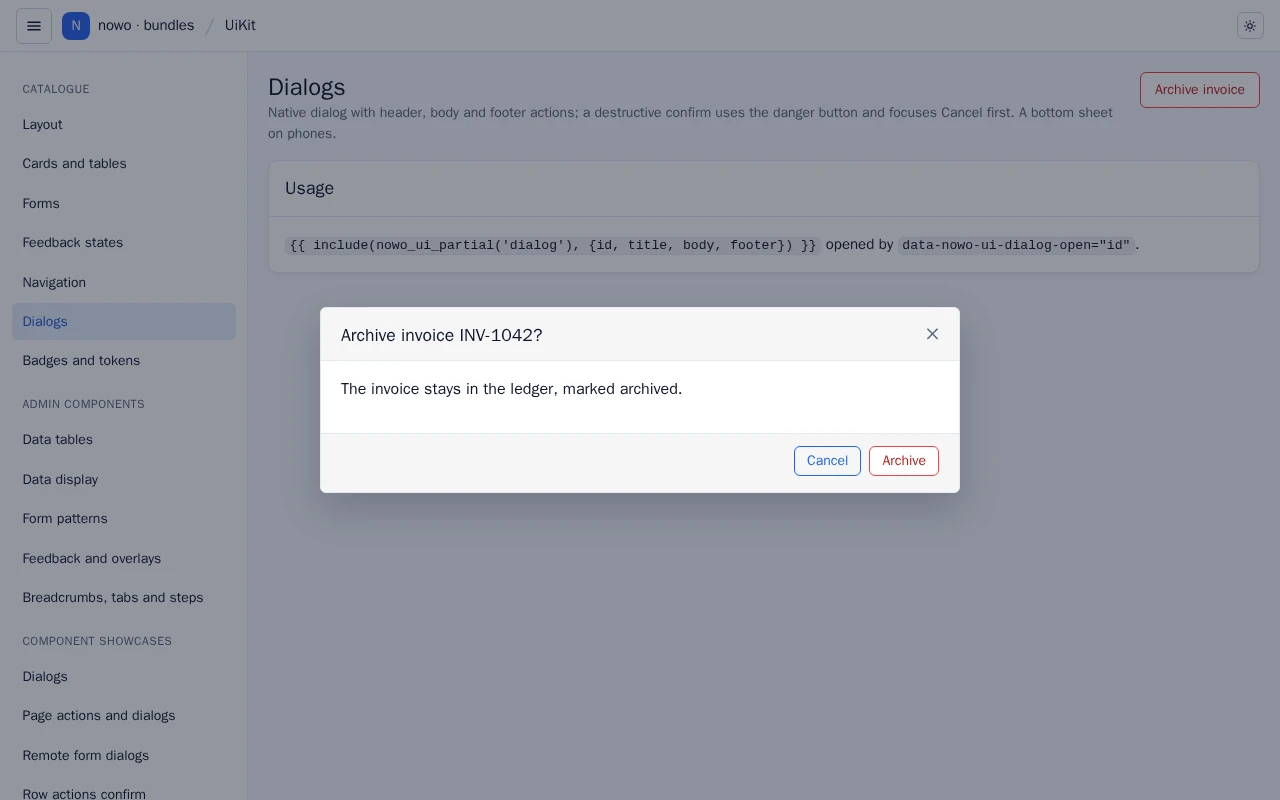 N nowo · bundles / UiKit
CATALOGUE
Layout
Cards and tables
Forms
Feedback states
Navigation
Dialogs
Badges and tokens
ADMIN COMPONENTS
Data tables
Data display
Form patterns
Feedback and overlays
Breadcrumbs, tabs and steps
COMPONENT SHOWCASES
Dialogs
Page actions and dialogs
Remote form dialogs
Row actions confirm
Dialogs
Native dialog with header, body and footer actions; a destructive confirm uses the danger button and focuses Cancel first. A bottom sheet
on phones.
Archive invoice
Usage
{{ include(nowo_ui_partial('dialog'), {id, title, body, footer}) }} opened by data-nowo-ui-dialog-open="id".
Archive invoice INV-1042?
The invoice stays in the ledger, marked archived.
Cancel Archive